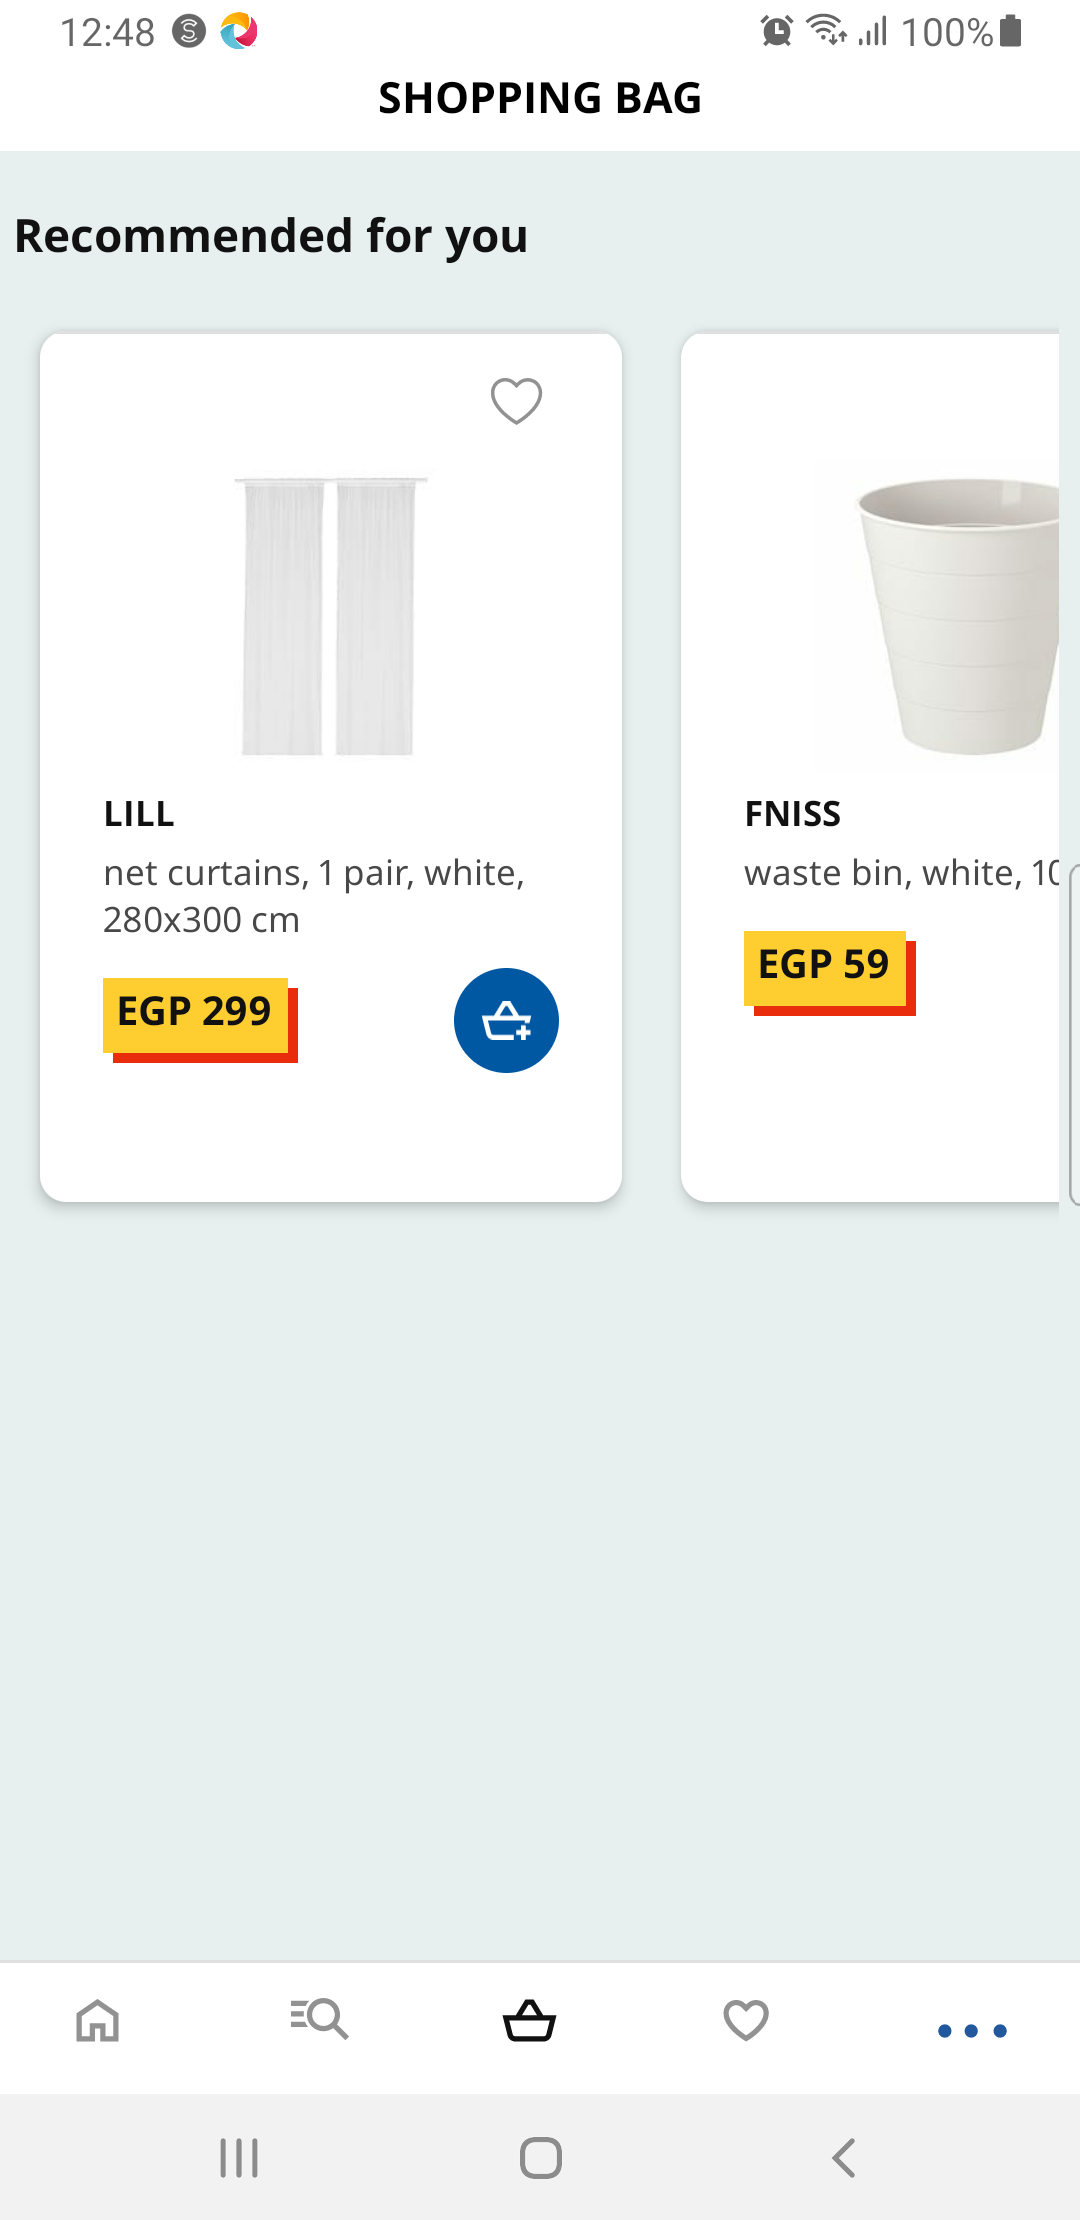 12:48
100%
SHOPPING BAG
Recommended for you
LILL
net curtains, 1 pair, white,
280x300 cm
EGP 299
FNISS
waste bin, white, 10
EGP 59